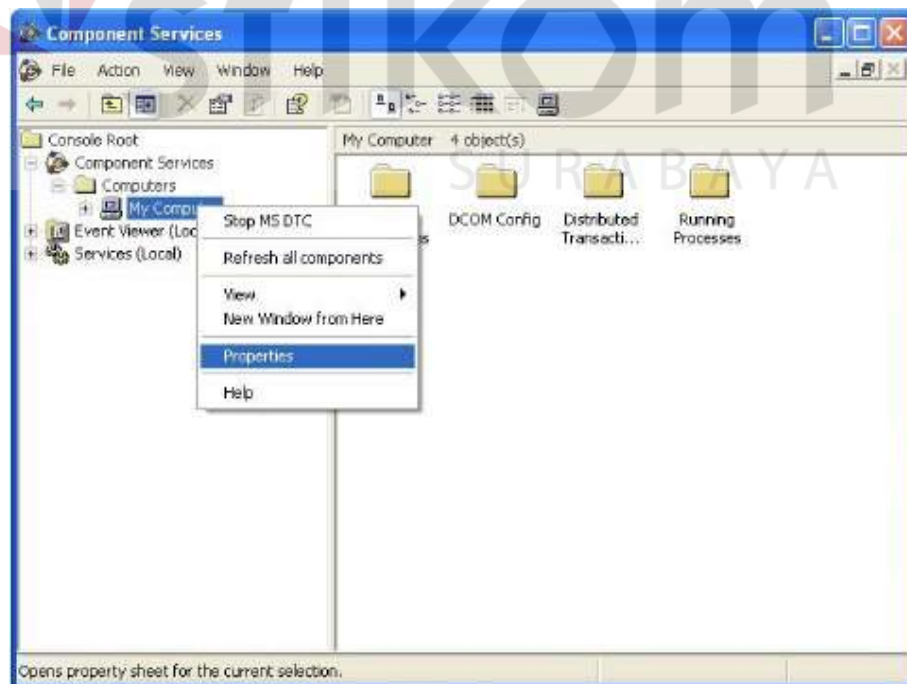 stikom
SURABAYA
Component Services
File Action View Window Help
Console Root
Component Services
Computers
My Compu
Event Viewer (Loc
Services (Local)
My Computer 4 object(s)
DCOM Config
Distributed
Transacti...
Running
Processes
Stop MS DTC
Refresh all components
View
New Window from Here
Properties
Help
Opens property sheet for the current selection.